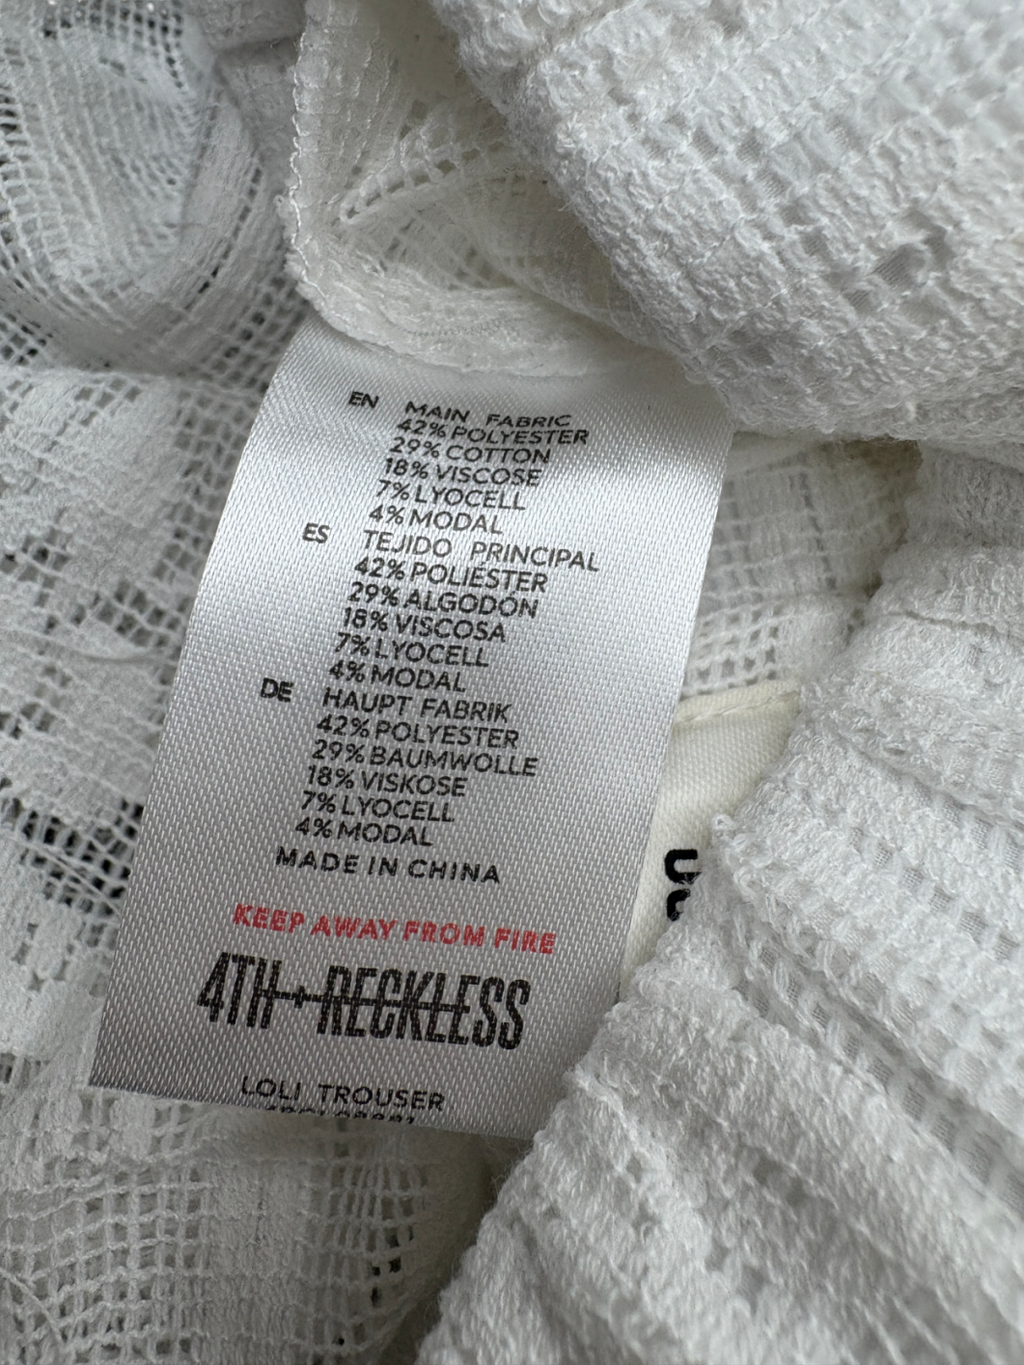 EN MAIN FABRIC
42% POLYESTER
29% COTTON
18% VISCOSE
7% LYOCELL
4% MODAL
ES TEJIDO PRINCIPAL
42% POLIÉSTER
29% ALGODÓN
18% VISCOSA
7% LYOCELL
4% MODAL
DE HAUPT FABRIK
42% POLYESTER
29% BAUMWOLLE
18% VISKOSE
7% LYOCELL
4% MODAL
MADE IN CHINA
KEEP AWAY FROM FIRE
4TH+RECKLESS
LOLI TROUSER